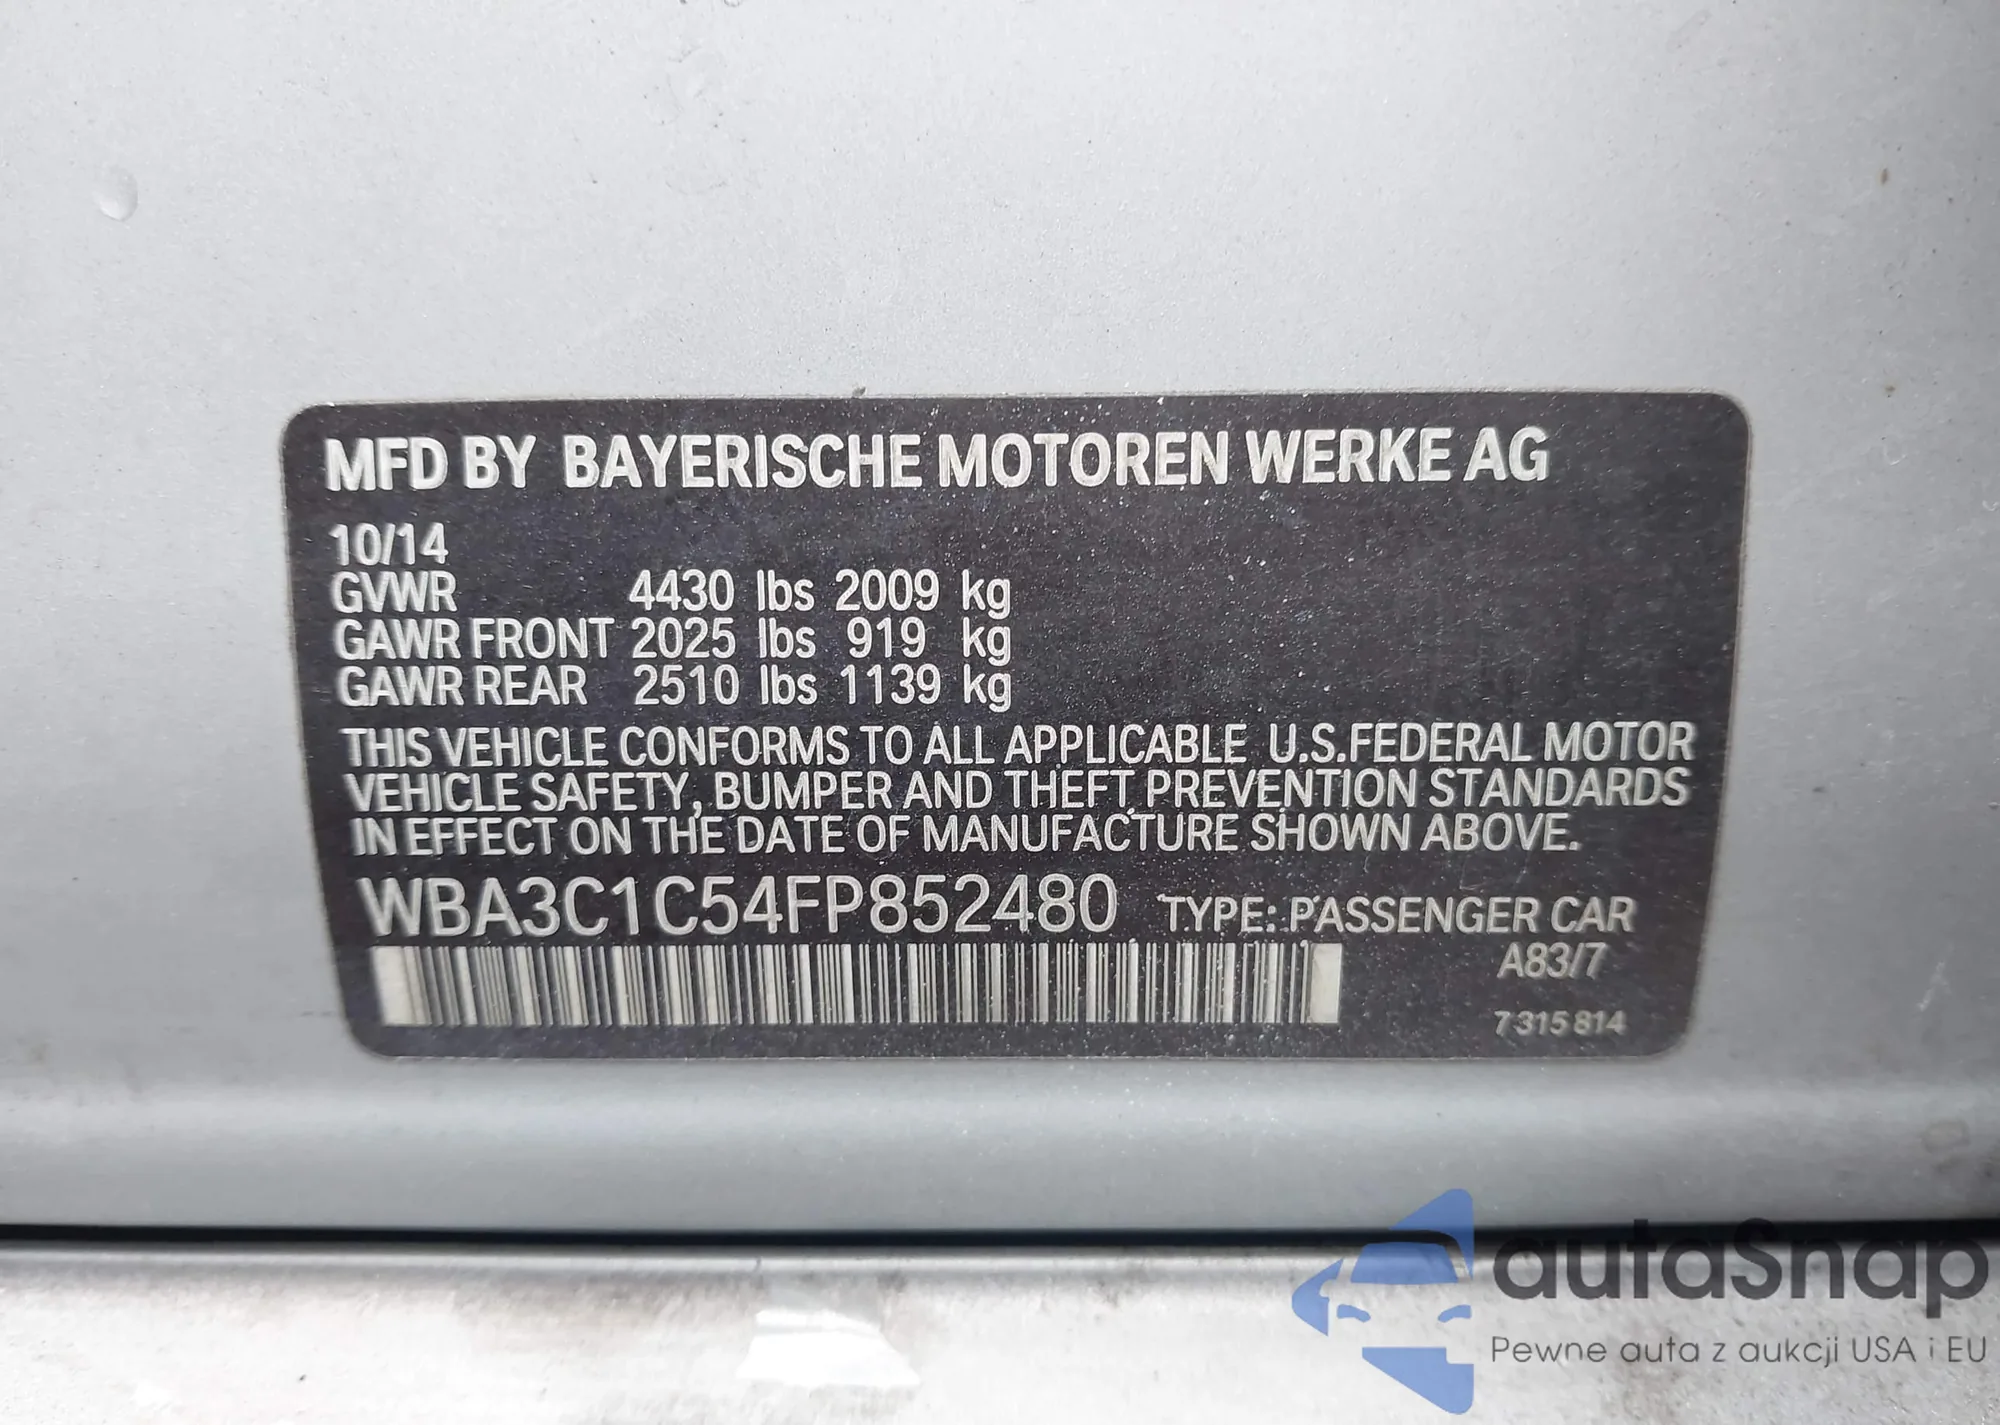 MFD BY BAYERISCHE MOTOREN WERKE AG
10/14
GVWR 4430 lbs 2009 kg
GAWR FRONT 2025 lbs 919 kg
GAWR REAR 2510 lbs 1139 kg
THIS VEHICLE CONFORMS TO ALL APPLICABLE U.S.FEDERAL MOTOR
VEHICLE SAFETY, BUMPER AND THEFT PREVENTION STANDARDS
IN EFFECT ON THE DATE OF MANUFACTURE SHOWN ABOVE.
WBA3C1C54FP852480 TYPE: PASSENGER CAR
A83/7
7 315 814
autaSnap
Pewne auta z aukcji USA i EU